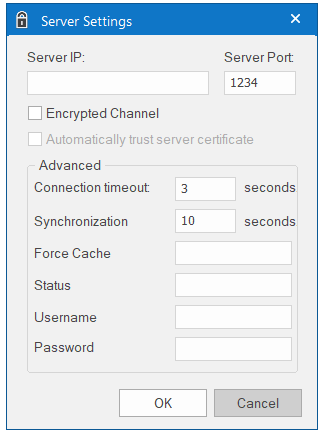 Server Settings
Server IP: Server Port:
1234
Encrypted Channel
Automatically trust server certificate
Advanced
Connection timeout: 3 seconds
Synchronization 10 seconds
Force Cache
Status
Username
Password
OK Cancel